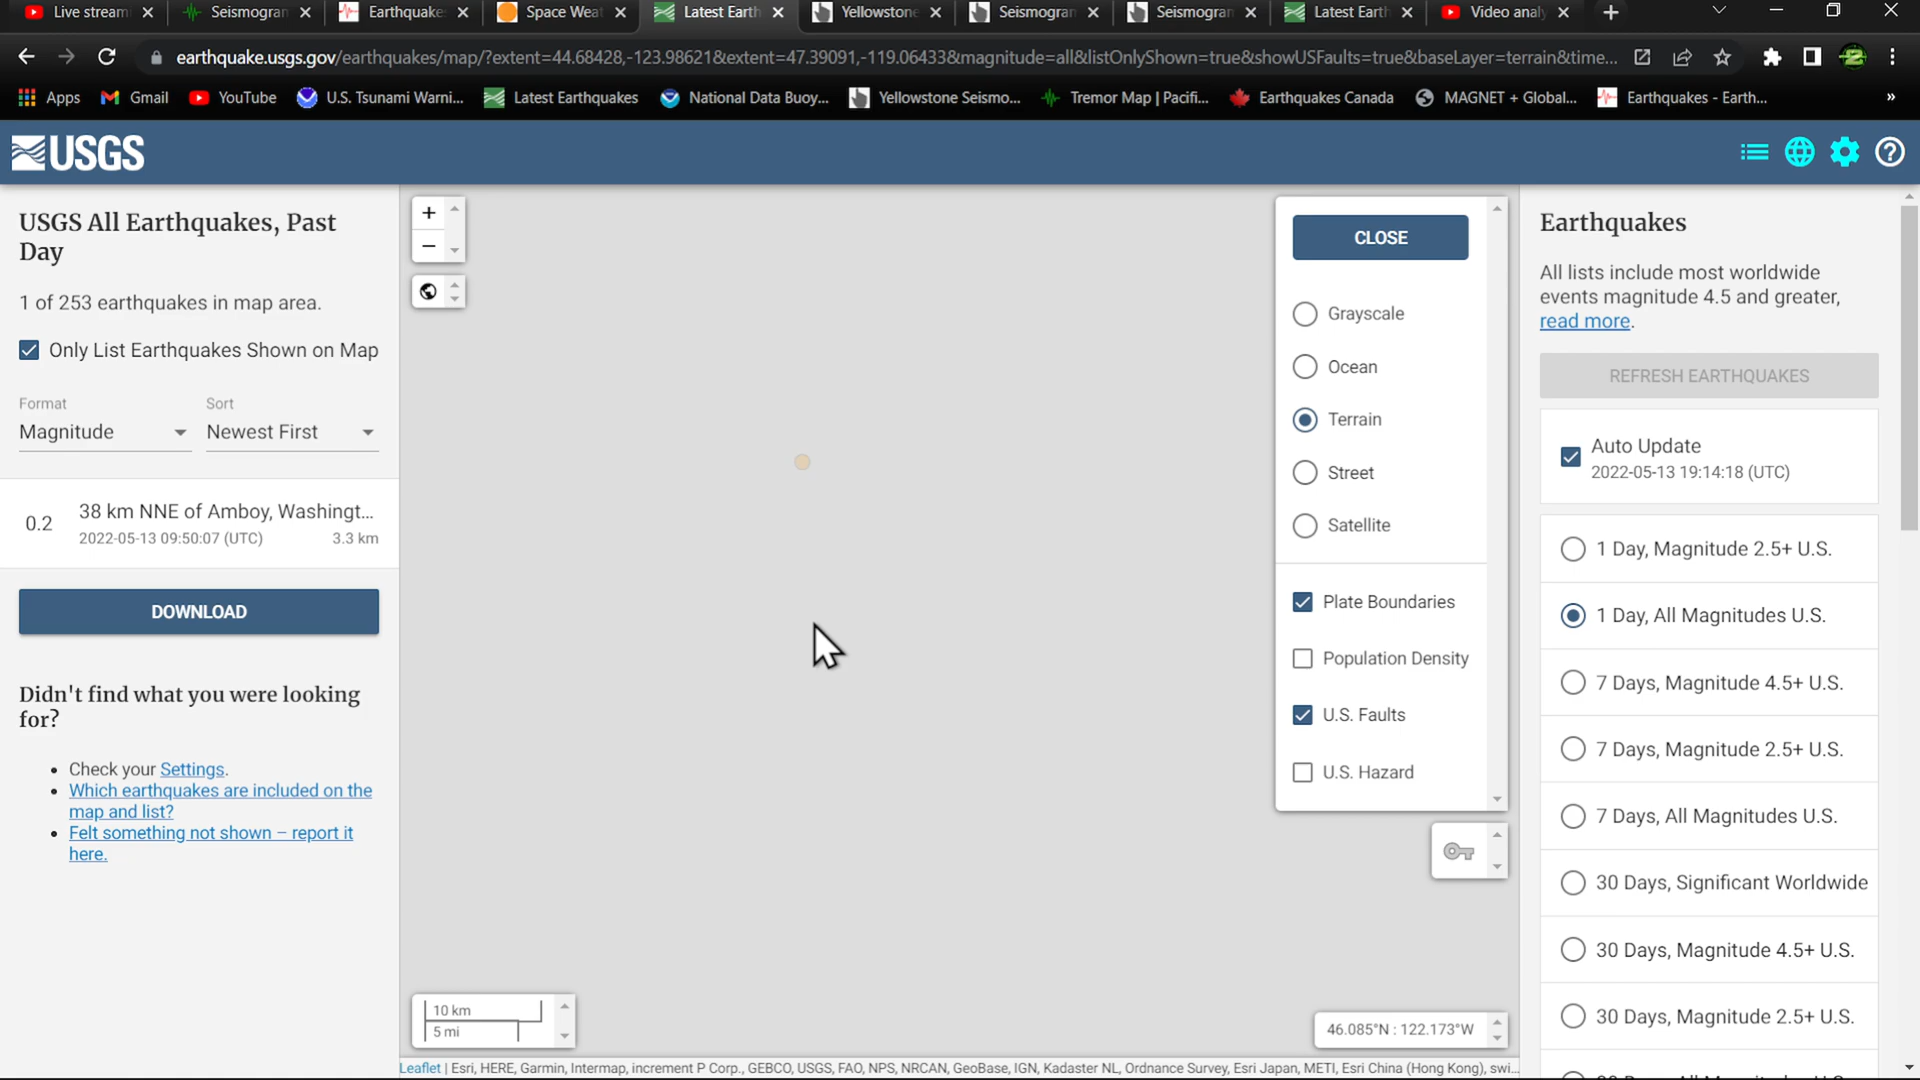 Live stream
Seismogran
Earthquake
Space Weat
Latest Earth
Yellowstone
Seismogran
Seismogran
Latest Earth
Video analy
earthquake.usgs.gov/earthquakes/map/?extent=44.68428,-123.98621&extent=47.39091,-119.06433&magnitude=all&listOnlyShown=true&showUSFaults=true&baseLayer=terrain&time...
Apps
Gmail
YouTube
U.S. Tsunami Warni...
Latest Earthquakes
National Data Buoy...
Yellowstone Seismo...
Tremor Map | Pacifi...
Earthquakes Canada
MAGNET + Global...
Earthquakes - Earth...
»
USGS
USGS All Earthquakes, Past
Day
1 of 253 earthquakes in map area.
Only List Earthquakes Shown on Map
Format
Sort
Magnitude
Newest First
0.2
38 km NNE of Amboy, Washingt...
2022-05-13 09:50:07 (UTC)
3.3 km
DOWNLOAD
Didn't find what you were looking
for?
• Check your Settings.
• Which earthquakes are included on the
map and list?
• Felt something not shown – report it
here.
+
−
CLOSE
Grayscale
Ocean
Terrain
Street
Satellite
Plate Boundaries
Population Density
U.S. Faults
U.S. Hazard
10 km
5 mi
46.085°N : 122.173°W
Leaflet | Esri, HERE, Garmin, Intermap, increment P Corp., GEBCO, USGS, FAO, NPS, NRCAN, GeoBase, IGN, Kadaster NL, Ordnance Survey, Esri Japan, METI, Esri China (Hong Kong), swi...
Earthquakes
All lists include most worldwide
events magnitude 4.5 and greater,
read more.
REFRESH EARTHQUAKES
Auto Update
2022-05-13 19:14:18 (UTC)
1 Day, Magnitude 2.5+ U.S.
1 Day, All Magnitudes U.S.
7 Days, Magnitude 4.5+ U.S.
7 Days, Magnitude 2.5+ U.S.
7 Days, All Magnitudes U.S.
30 Days, Significant Worldwide
30 Days, Magnitude 4.5+ U.S.
30 Days, Magnitude 2.5+ U.S.